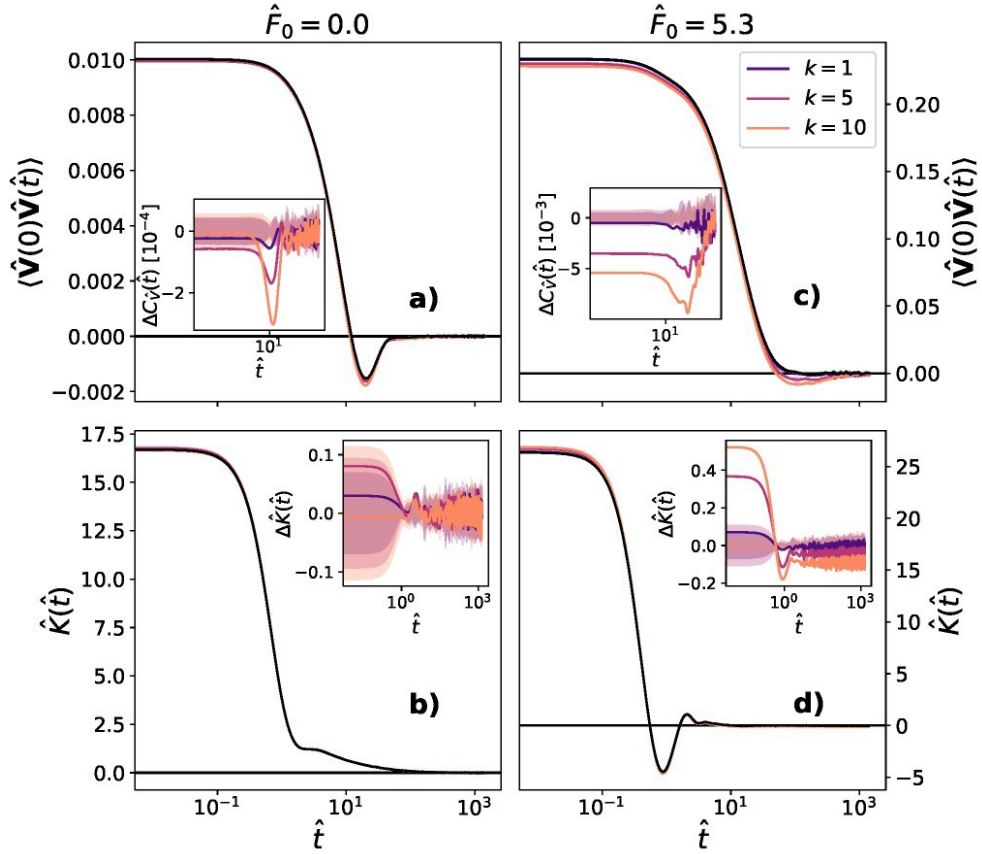 F̂₀ = 0.0
F̂₀ = 5.3
⟨V̂(0)V̂(t̂)⟩
0.010
0.008
0.006
0.004
0.002
0.000
−0.002
ΔC_V̂(t̂) [10⁻⁴]
0
−2
10¹
t̂
a)
k = 1
k = 5
k = 10
ΔC_V̂(t̂) [10⁻³]
0
−5
10¹
t̂
c)
0.20
0.15
0.10
0.05
0.00
⟨V̂(0)V̂(t̂)⟩
K̂(t̂)
17.5
15.0
12.5
10.0
7.5
5.0
2.5
0.0
ΔK̂(t̂)
0.1
0.0
−0.1
10⁰ 10³
t̂
b)
10⁻¹ 10¹ 10³
t̂
ΔK̂(t̂)
0.4
0.2
0.0
−0.2
10⁰ 10³
t̂
d)
25
20
15
10
5
0
−5
K̂(t̂)
10⁻¹ 10¹ 10³
t̂